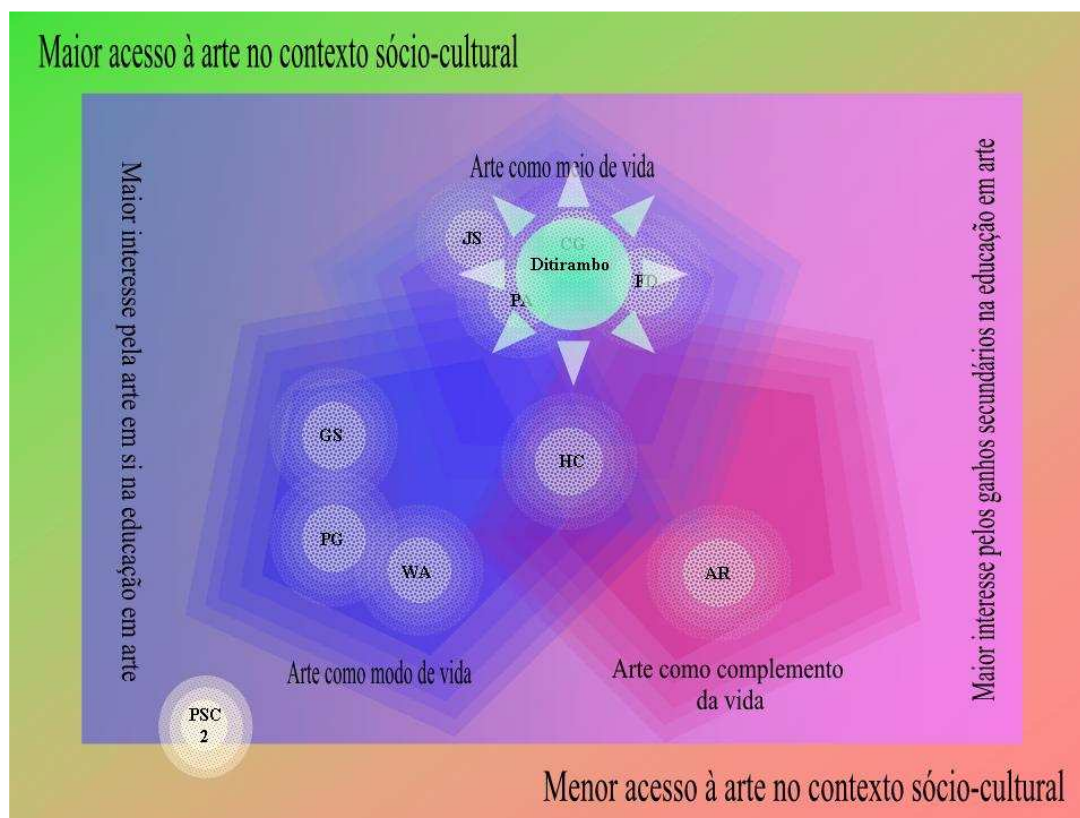 Maior acesso à arte no contexto sócio-cultural
Maior interesse pela arte em si na educação em arte
Arte como meio de vida
JS
CG
Ditirambo
PA
FD
GS
HC
PG
WA
AR
Arte como modo de vida
Arte como complemento
da vida
PSC
2
Maior interesse pelos ganhos secundários na educação em arte
Menor acesso à arte no contexto sócio-cultural